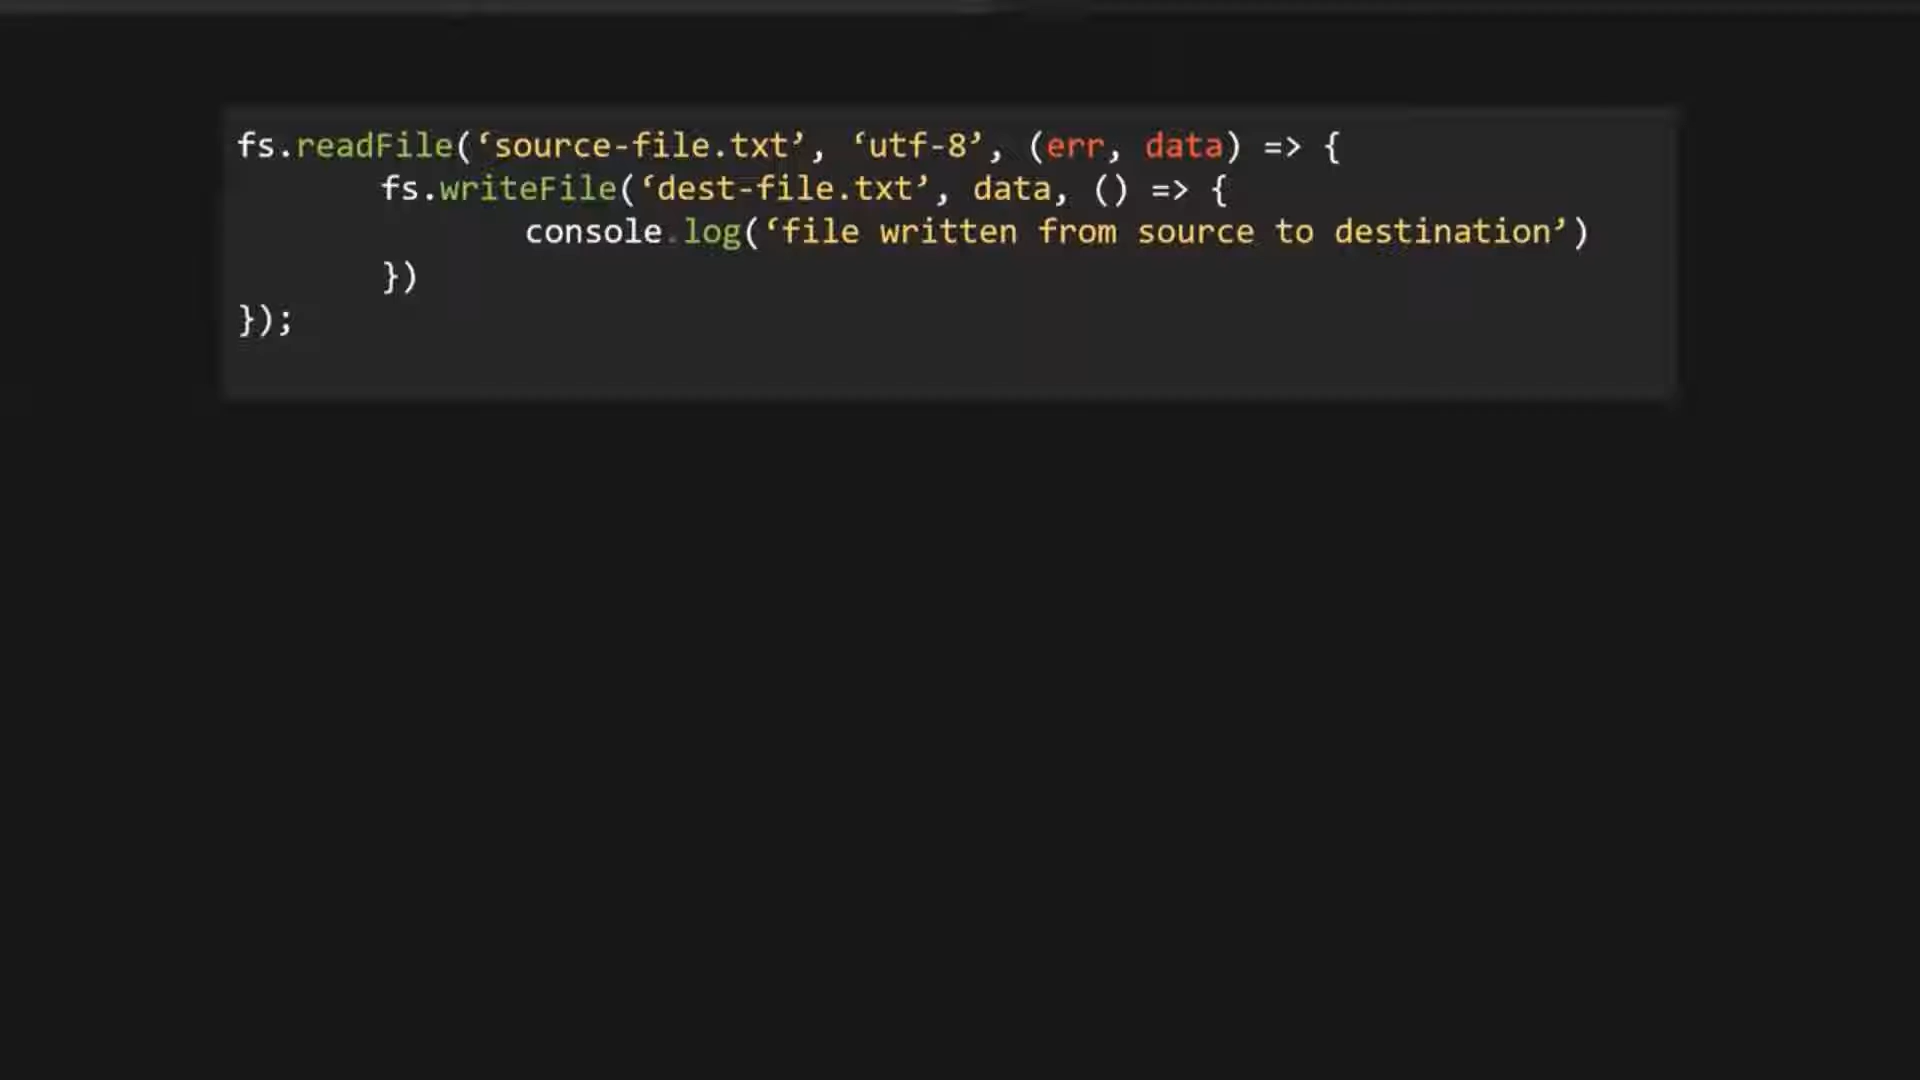 fs.readFile(‘source-file.txt’, ‘utf-8’, (err, data) => {
fs.writeFile(‘dest-file.txt’, data, () => {
console.log(‘file written from source to destination’)
})
});